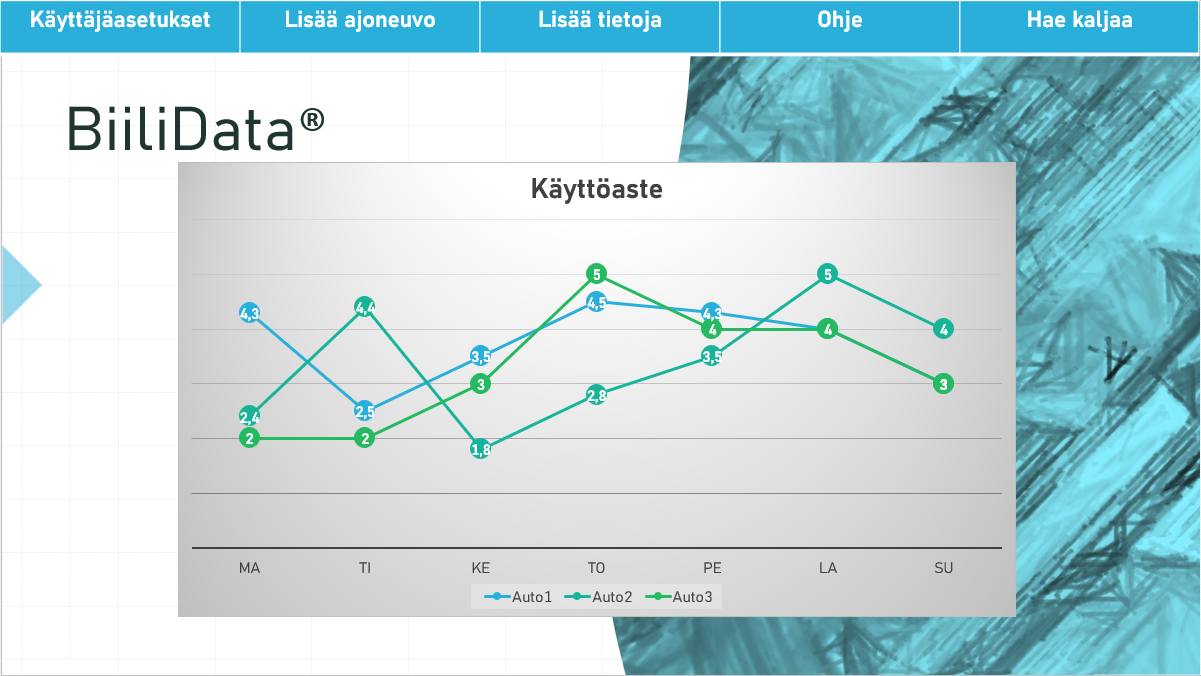 Käyttäjäasetukset Lisää ajoneuvo Lisää tietoja Ohje Hae kaljaa
BiiliData®
Käyttöaste
5 5
4,3 4,4 4,5 4,3 4 4 4
3,5 3,5
2,4 2,5 3 2,8 3
2 2 1,8
MA TI KE TO PE LA SU
Auto1 Auto2 Auto3